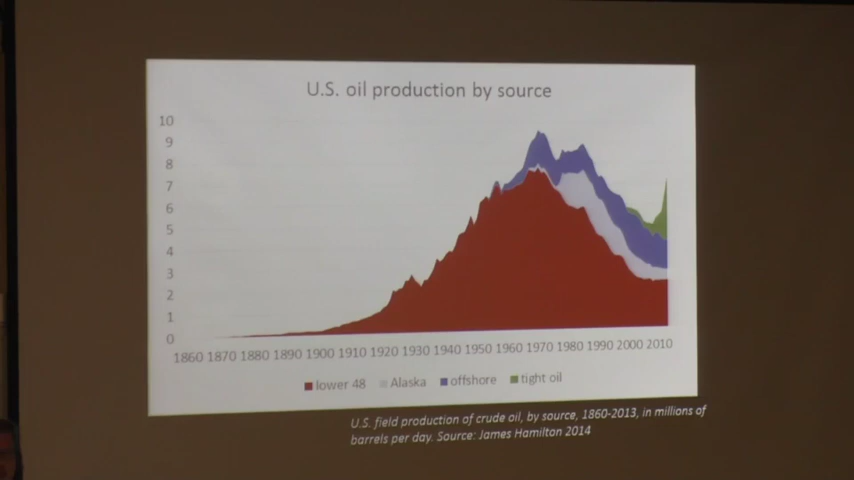 U.S. oil production by source
10
9
8
7
6
5
4
3
2
1
0
1860 1870 1880 1890 1900 1910 1920 1930 1940 1950 1960 1970 1980 1990 2000 2010
lower 48 Alaska offshore tight oil
U.S. field production of crude oil, by source, 1860-2013, in millions of
barrels per day. Source: James Hamilton 2014